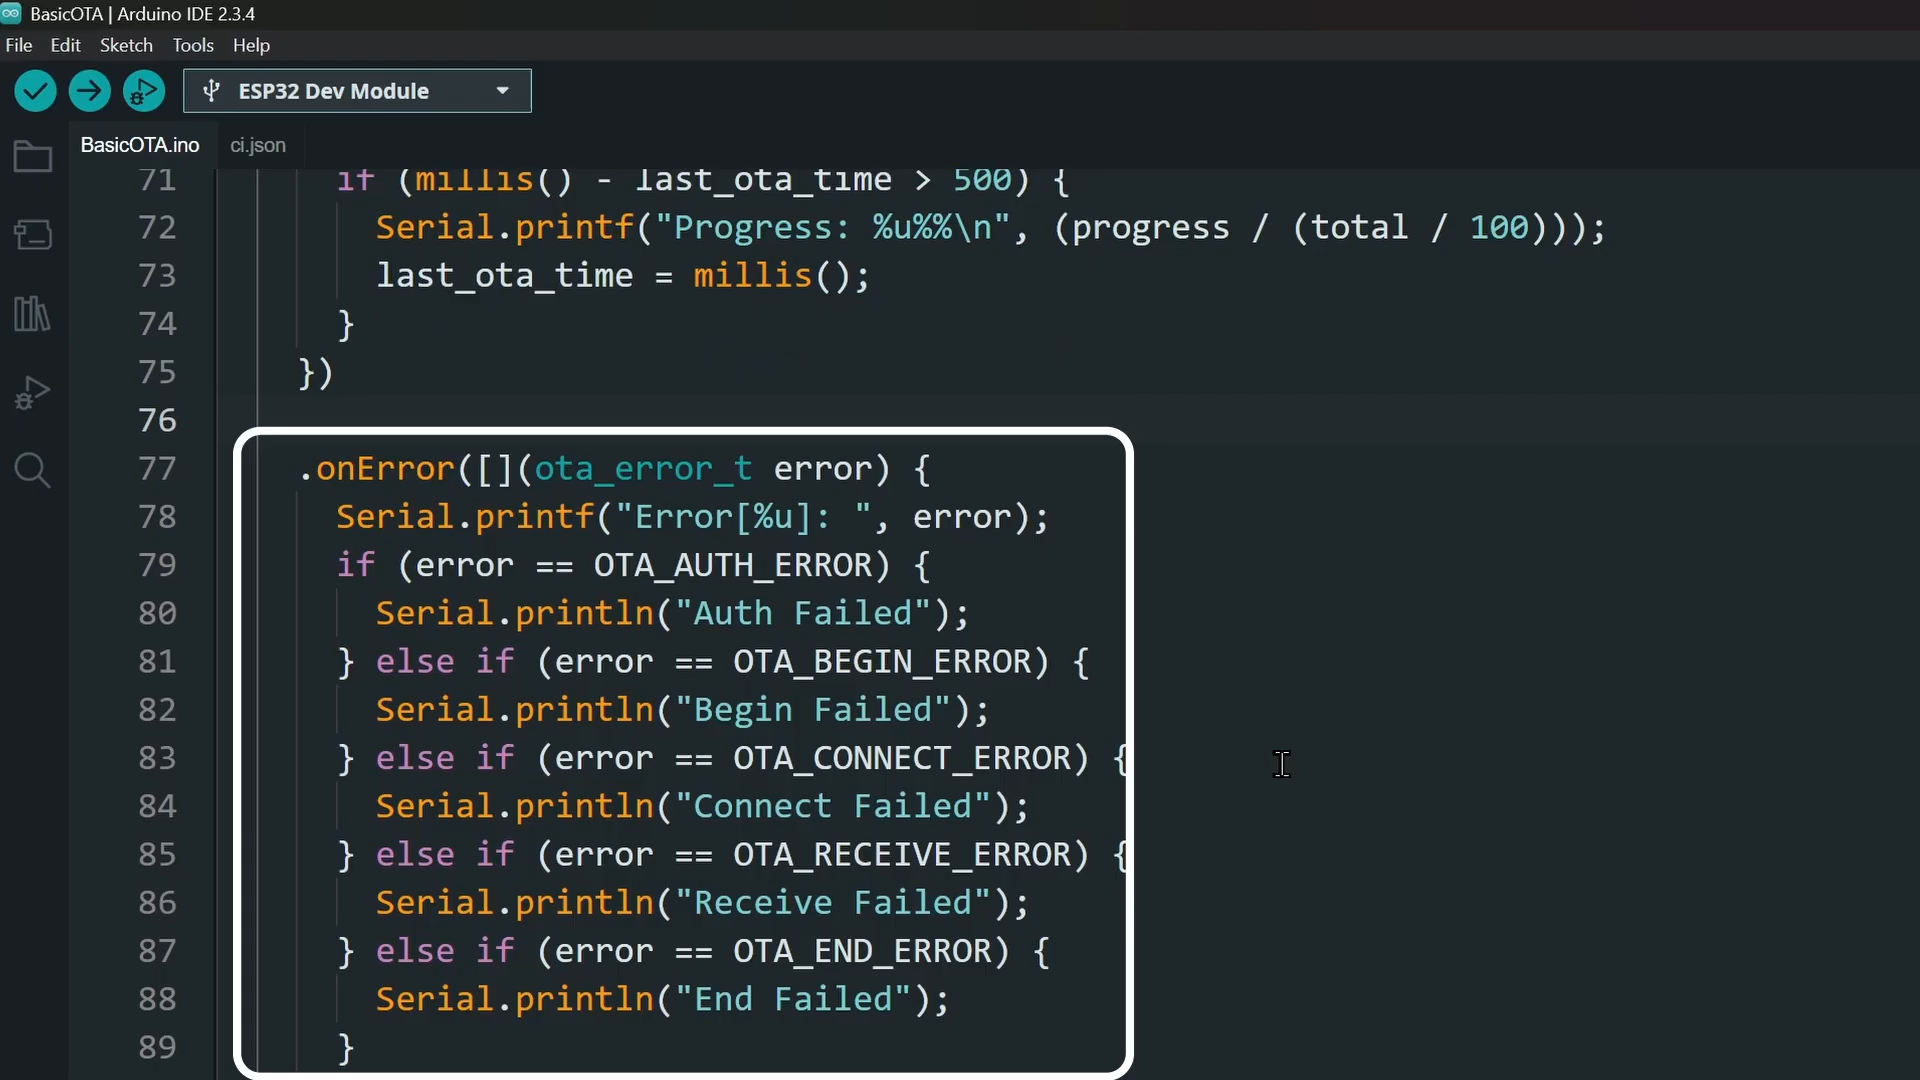 BasicOTA | Arduino IDE 2.3.4
File Edit Sketch Tools Help
ESP32 Dev Module
BasicOTA.ino ci.json
71 if (millis() - last_ota_time > 500) {
72 Serial.printf("Progress: %u%%\n", (progress / (total / 100)));
73 last_ota_time = millis();
74 }
75 })
76
77 .onError([](ota_error_t error) {
78 Serial.printf("Error[%u]: ", error);
79 if (error == OTA_AUTH_ERROR) {
80 Serial.println("Auth Failed");
81 } else if (error == OTA_BEGIN_ERROR) {
82 Serial.println("Begin Failed");
83 } else if (error == OTA_CONNECT_ERROR) {
84 Serial.println("Connect Failed");
85 } else if (error == OTA_RECEIVE_ERROR) {
86 Serial.println("Receive Failed");
87 } else if (error == OTA_END_ERROR) {
88 Serial.println("End Failed");
89 }